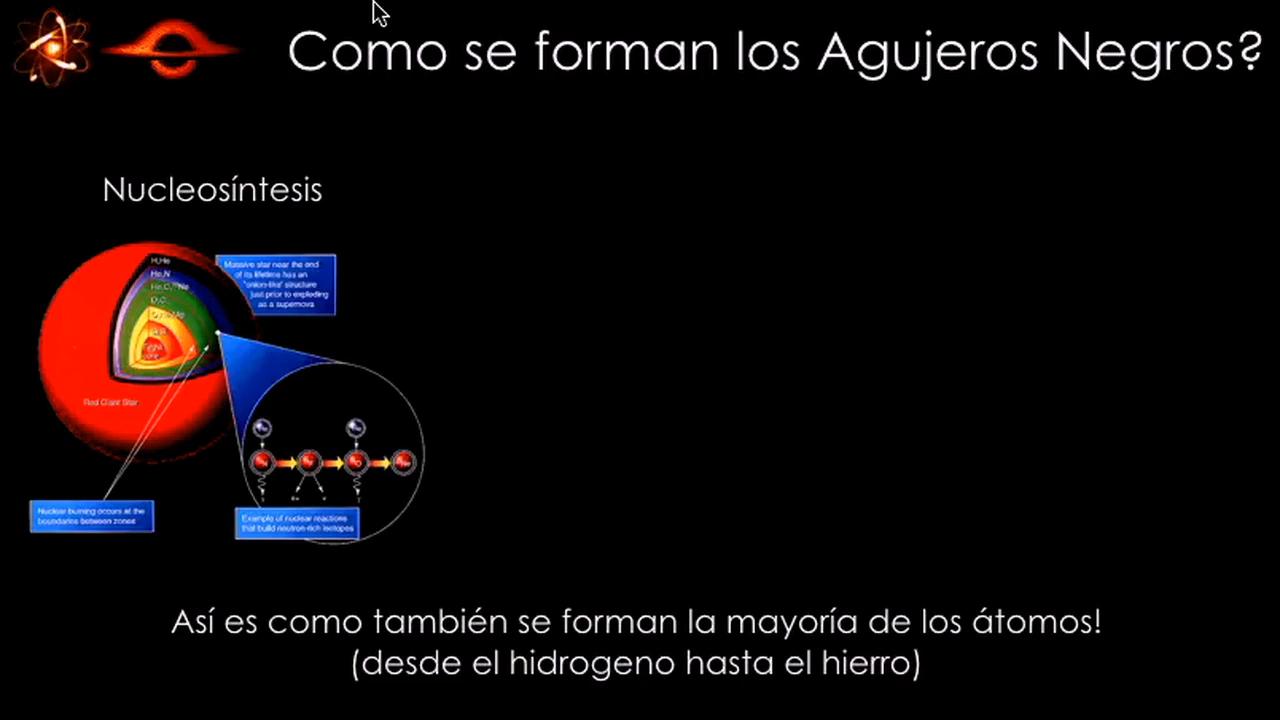 Como se forman los Agujeros Negros?
Nucleosíntesis
H,He
He,N
Massive star near the end
of its lifetime has an
"onion-like" structure
just prior to exploding
as a supernova
Red Giant Star
Nuclear burning occurs at the
boundaries between zones
Example of nuclear reactions
that build neutron-rich isotopes
Así es como también se forman la mayoría de los átomos!
(desde el hidrogeno hasta el hierro)